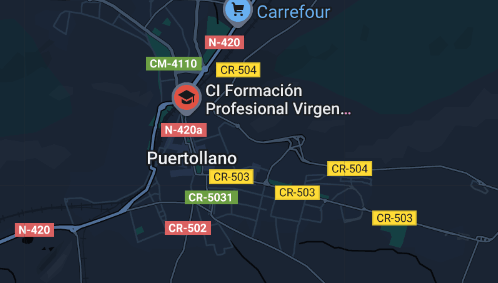 Carrefour
N-420
CM-4110
CR-504
CI Formación
Profesional Virgen...
N-420a
Puertollano
CR-504
CR-503
CR-503
CR-5031
CR-503
N-420
CR-502